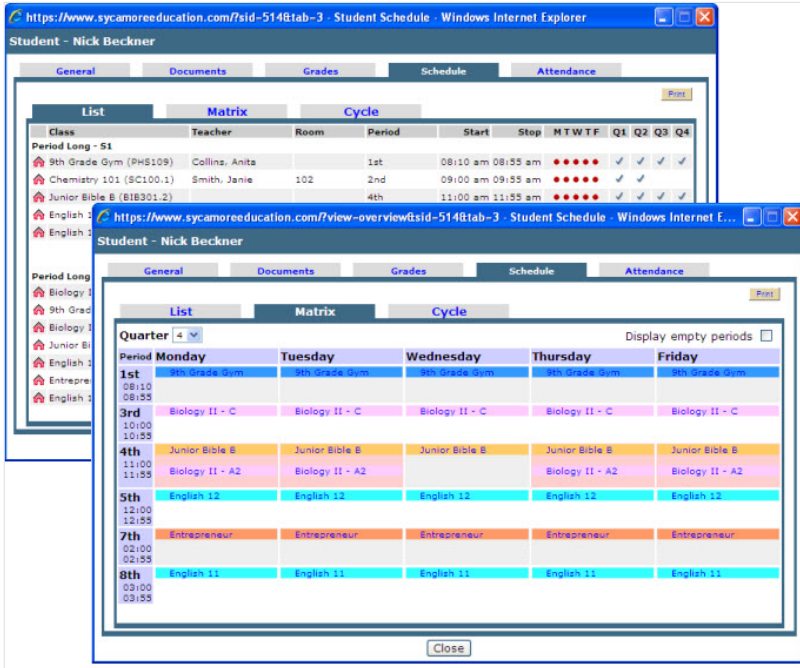 https://www.sycamoreeducation.com/?sid-514&tab-3 - Student Schedule - Windows Internet Explorer
Student - Nick Beckner
General Documents Grades Schedule Attendance
Print
List Matrix Cycle
Class Teacher Room Period Start Stop M T W T F Q1 Q2 Q3 Q4
Period Long - S1
9th Grade Gym (PHS109) Collins, Anita 1st 08:10 am 08:55 am
Chemistry 101 (SC100.1) Smith, Janie 102 2nd 09:00 am 09:55 am
Junior Bible B (BIB301.2) 4th 11:00 am 11:55 am
English 1
English 1
Period Long
Biology I
9th Grad
Biology I
Junior Bi
English 1
Entrepre
English 1
https://www.sycamoreeducation.com/?view-overview&sid-514&tab-3 - Student Schedule - Windows Internet E...
Student - Nick Beckner
General Documents Grades Schedule Attendance
Print
List Matrix Cycle
Quarter 4 Display empty periods
Period Monday Tuesday Wednesday Thursday Friday
1st 9th Grade Gym 9th Grade Gym 9th Grade Gym 9th Grade Gym 9th Grade Gym
08:10
08:55
3rd Biology II - C Biology II - C Biology II - C Biology II - C Biology II - C
10:00
10:55
4th Junior Bible B Junior Bible B Junior Bible B Junior Bible B Junior Bible B
11:00 Biology II - A2 Biology II - A2 Biology II - A2 Biology II - A2
11:55
5th English 12 English 12 English 12 English 12 English 12
12:00
12:55
7th Entrepreneur Entrepreneur Entrepreneur Entrepreneur Entrepreneur
02:00
02:55
8th English 11 English 11 English 11 English 11 English 11
03:00
03:55
Close